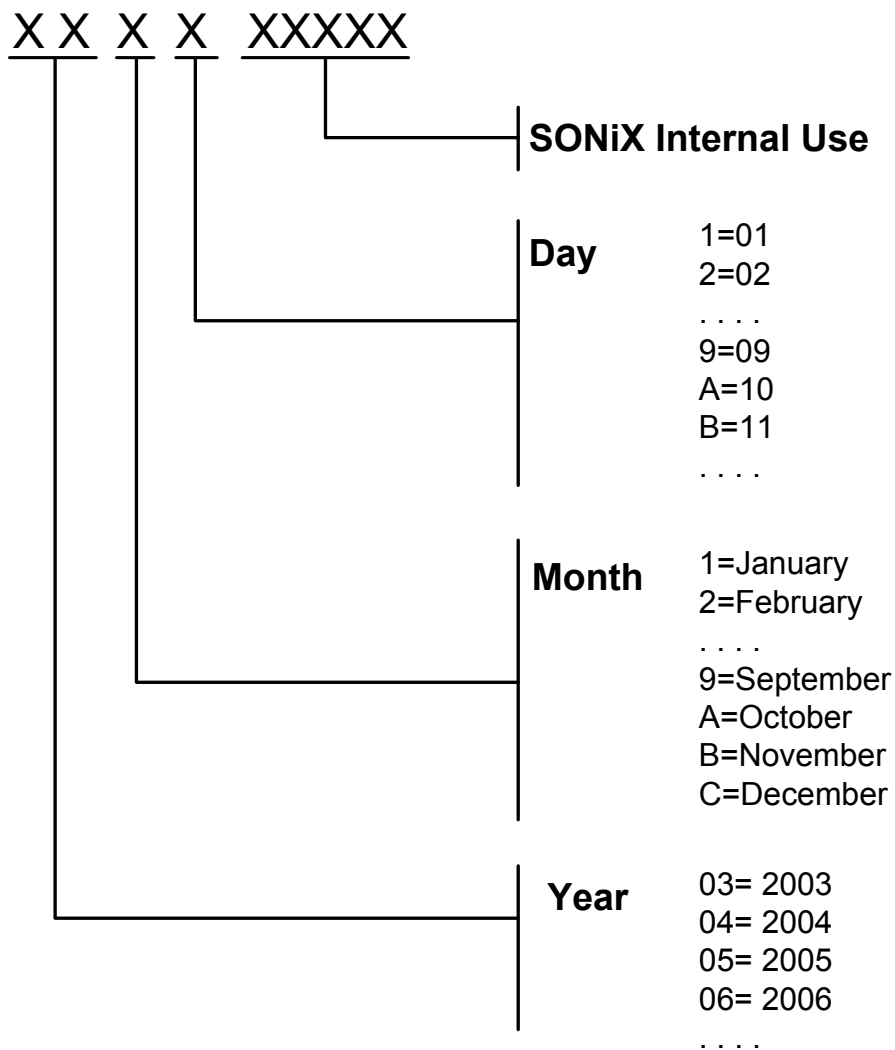 X X X X XXXXX
SONiX Internal Use
Day
1=01
2=02
. . . .
9=09
A=10
B=11
. . . .
Month
1=January
2=February
. . . .
9=September
A=October
B=November
C=December
Year
03= 2003
04= 2004
05= 2005
06= 2006
. . . .